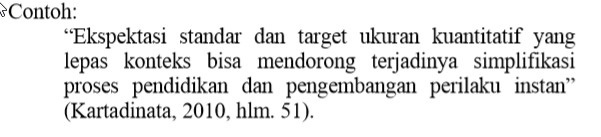 Contoh:
“Ekspektasi standar dan target ukuran kuantitatif yang
lepas konteks bisa mendorong terjadinya simplifikasi
proses pendidikan dan pengembangan perilaku instan”
(Kartadinata, 2010, hlm. 51).